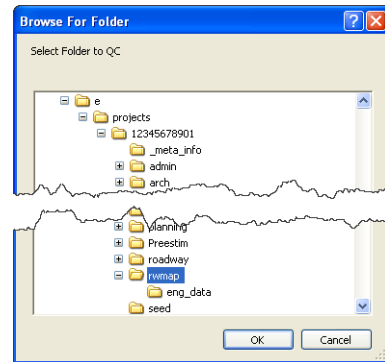 Browse For Folder
Select Folder to QC
e
projects
12345678901
_meta_info
admin
arch
planning
Preestim
roadway
rwmap
eng_data
seed
OK Cancel